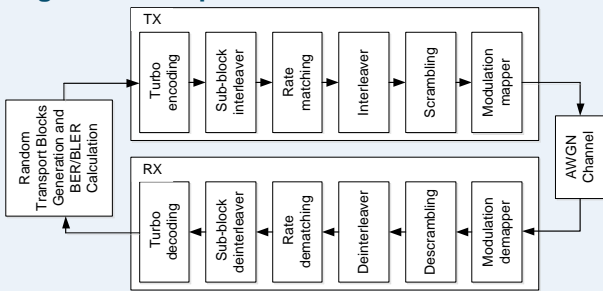 TX
Turbo
encoding
Sub-block
interleaver
Rate
matching
Interleaver
Scrambling
Modulation
mapper
Random
Transport Blocks
Generation and
BER/BLER
Calculation
AWGN
Channel
RX
Turbo
decoding
Sub-block
deinterleaver
Rate
dematching
Deinterleaver
Descrambling
Modulation
demapper